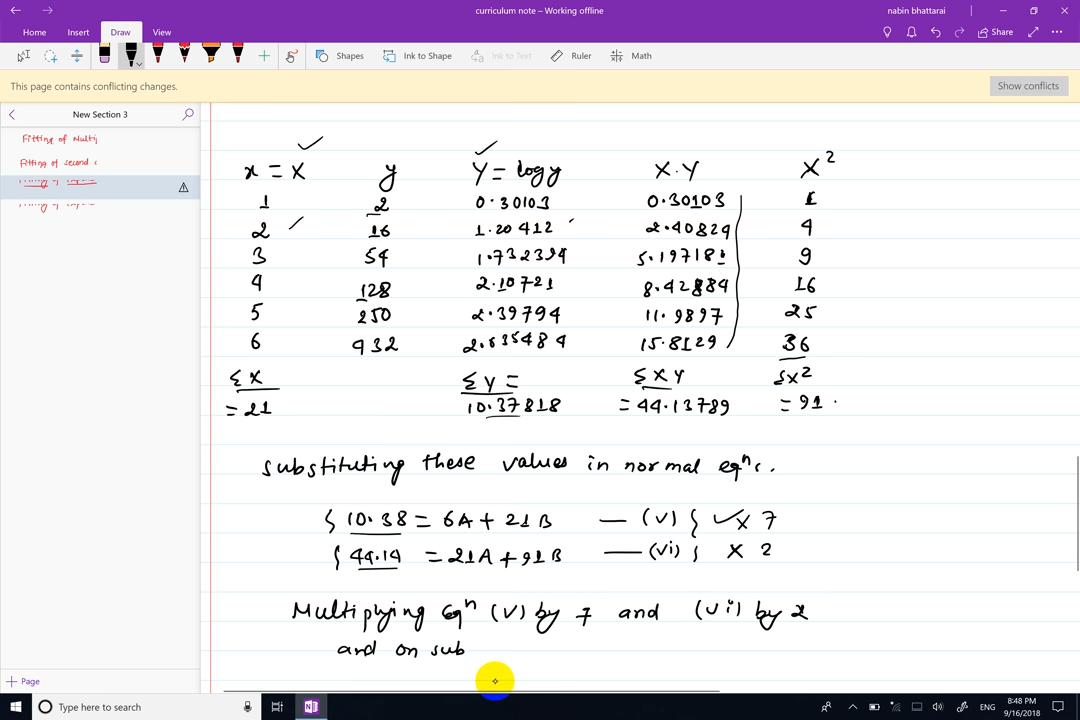 curriculum note – Working offline
nabin bhattarai
Home Insert Draw View
Share
Shapes Ink to Shape Ink to Text Ruler Math
This page contains conflicting changes.
Show conflicts
New Section 3
Fitting of Multi
Fitting of second
x = X y Y = logy X·Y X²
1 2 0.30103 0.30103 1
2 16 1.20412 2.40824 4
3 54 1.732394 5.197181 9
4 128 2.10721 8.42884 16
5 250 2.39794 11.9897 25
6 432 2.635484 15.8129 36
ΣX ΣY = ΣXY ΣX²
= 21 10.37818 = 44.13789 = 91.
substituting these values in normal eqⁿs.
{ 10.38 = 6A + 21B — (v) } ✓ X 7
{ 44.14 = 21A + 91B — (vi) } X 2
Multiplying Eqⁿ (v) by 7 and (vi) by 2
and on sub
+ Page
Type here to search
ENG
8:48 PM
9/16/2018